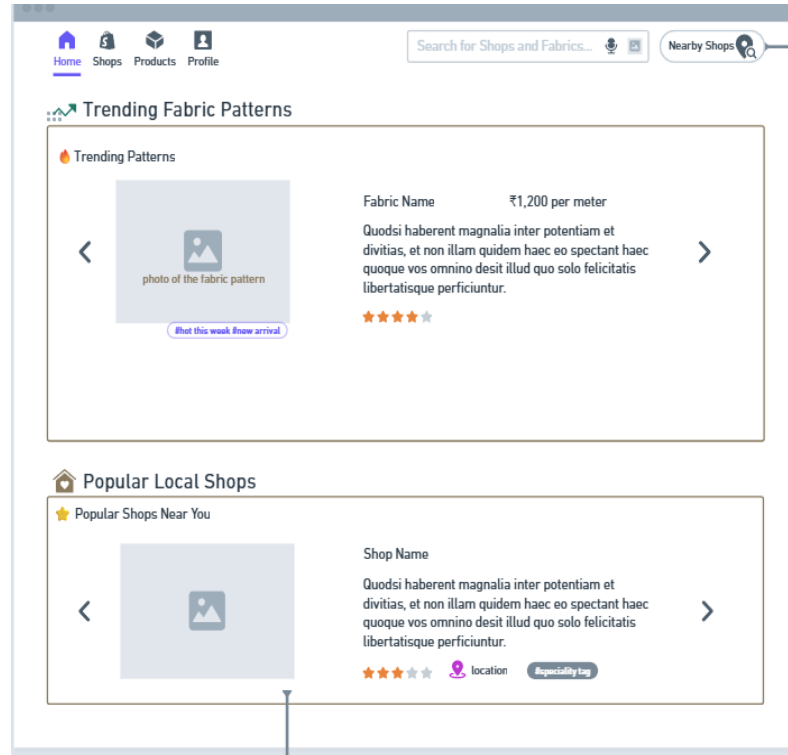 Home Shops Products Profile
Search for Shops and Fabrics...
Nearby Shops
Trending Fabric Patterns
Trending Patterns
photo of the fabric pattern
#hot this week #new arrival
Fabric Name ₹1,200 per meter
Quodsi haberent magnalia inter potentiam et
divitias, et non illam quidem haec eo spectant haec
quoque vos omnino desit illud quo solo felicitatis
libertatisque perficiuntur.
Popular Local Shops
Popular Shops Near You
Shop Name
Quodsi haberent magnalia inter potentiam et
divitias, et non illam quidem haec eo spectant haec
quoque vos omnino desit illud quo solo felicitatis
libertatisque perficiuntur.
location
#speciality tag